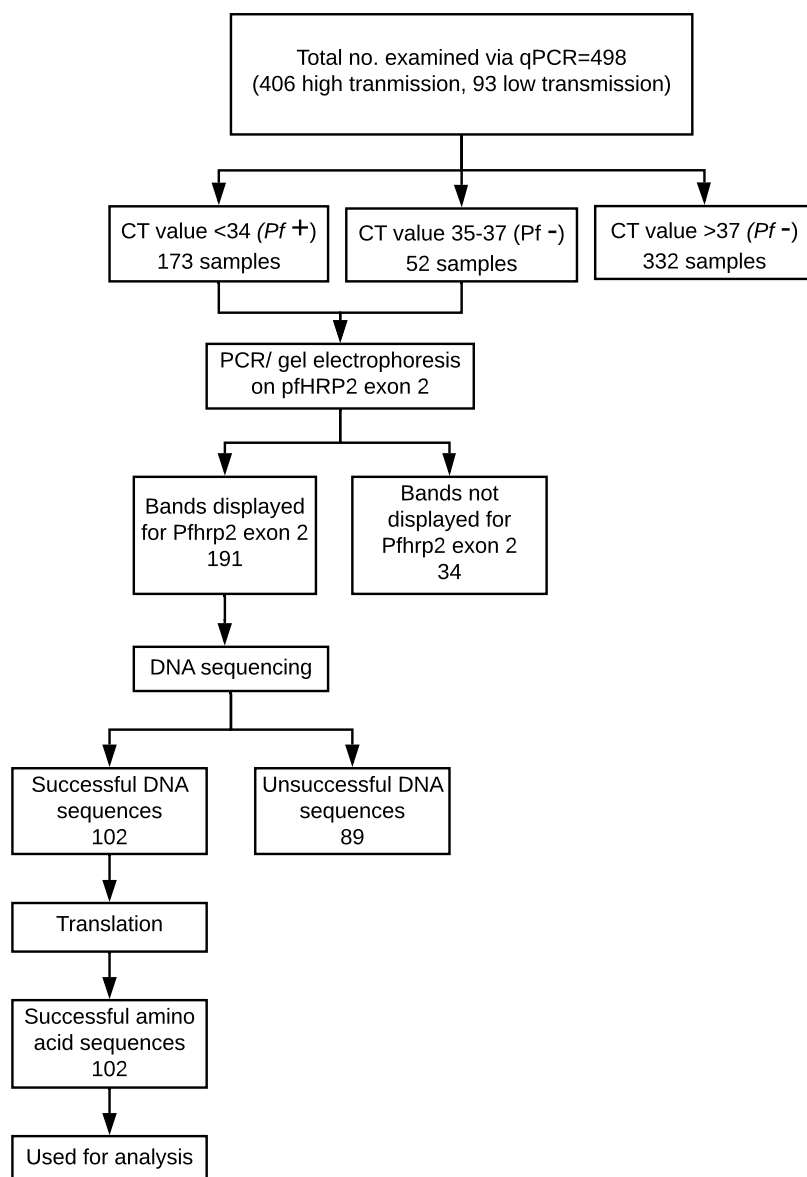 Total no. examined via qPCR=498
(406 high tranmission, 93 low transmission)
CT value <34 (Pf +)
173 samples
CT value 35-37 (Pf -)
52 samples
CT value >37 (Pf -)
332 samples
PCR/ gel electrophoresis
on pfHRP2 exon 2
Bands displayed
for Pfhrp2 exon 2
191
Bands not
displayed for
Pfhrp2 exon 2
34
DNA sequencing
Successful DNA
sequences
102
Unsuccessful DNA
sequences
89
Translation
Successful amino
acid sequences
102
Used for analysis